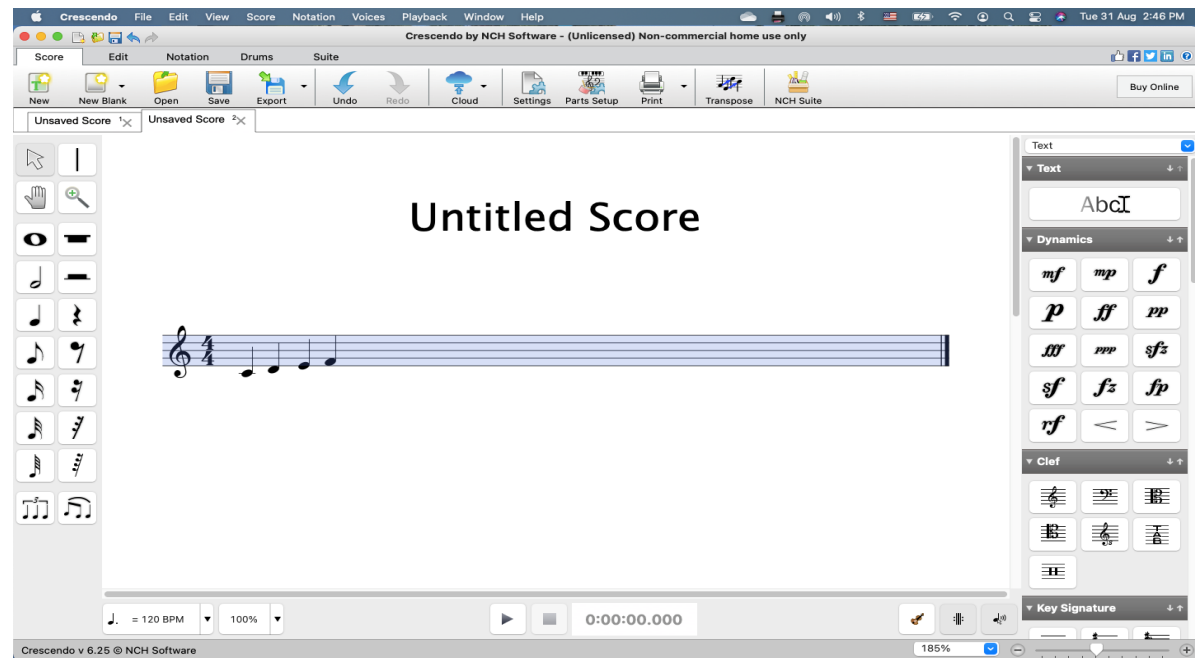 Crescendo File Edit View Score Notation Voices Playback Window Help Tue 31 Aug 2:46 PM
Crescendo by NCH Software - (Unlicensed) Non-commercial home use only
Score Edit Notation Drums Suite
New New Blank Open Save Export Undo Redo Cloud Settings Parts Setup Print Transpose NCH Suite Buy Online
Unsaved Score 1 Unsaved Score 2
Text
Text
Abc
Untitled Score
Dynamics
mf mp f
p ff pp
fff ppp sfz
sf fz fp
rf
4
4
Clef
Key Signature
= 120 BPM 100% 0:00:00.000
Crescendo v 6.25 © NCH Software 185%